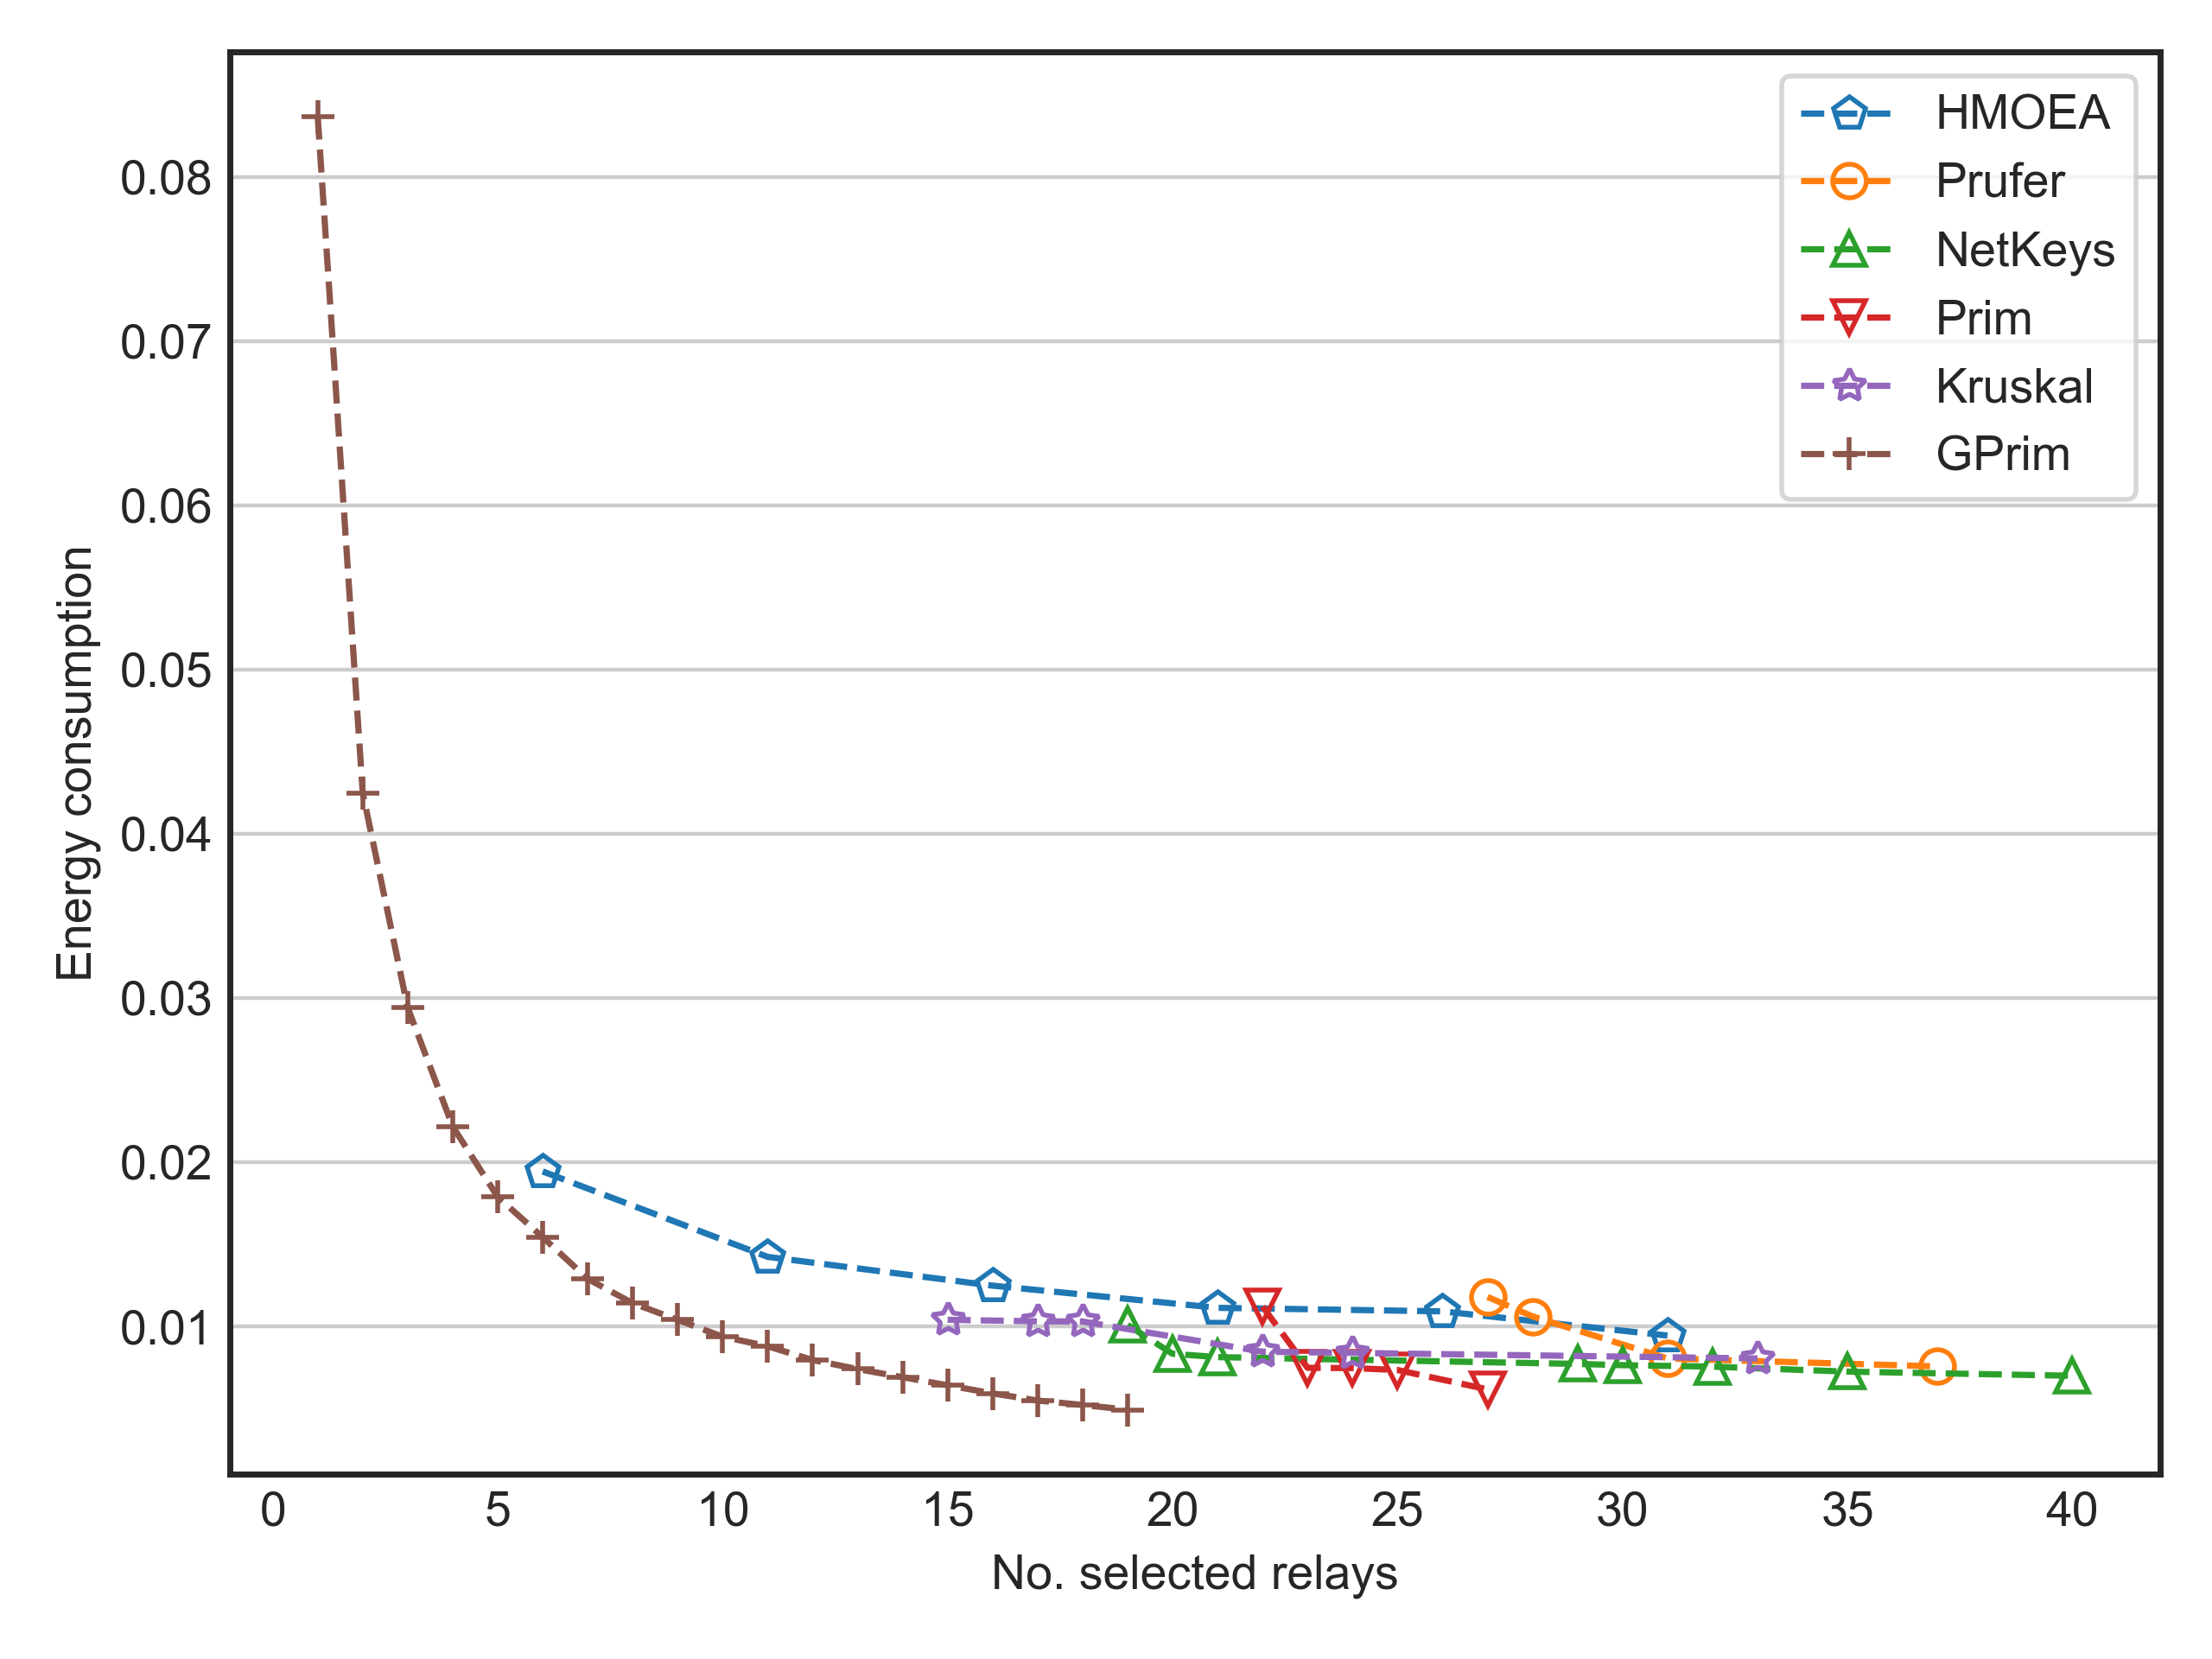 Energy consumption
0.08
0.07
0.06
0.05
0.04
0.03
0.02
0.01
HMOEA
Prufer
NetKeys
Prim
Kruskal
GPrim
0 5 10 15 20 25 30 35 40
No. selected relays